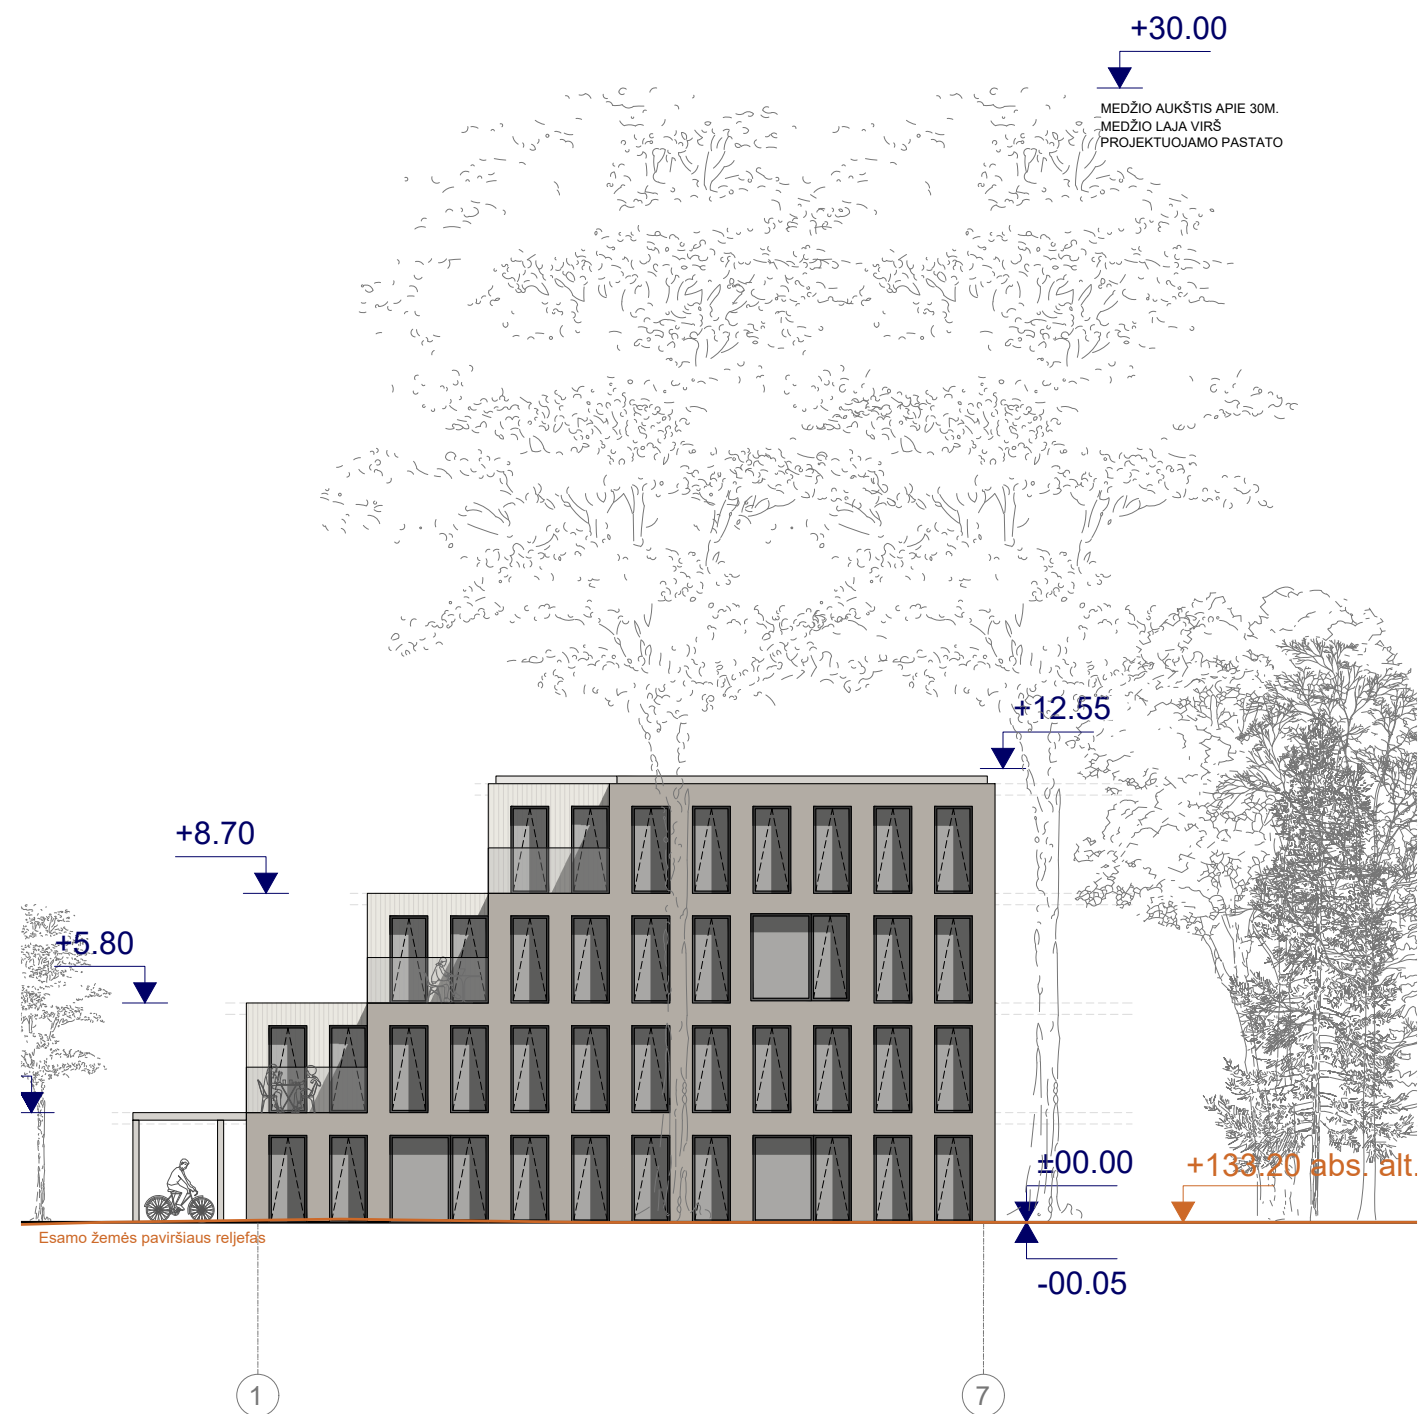 +30.00
MEDŽIO AUKŠTIS APIE 30M.
MEDŽIO LAJA VIRŠ
PROJEKTUOJAMO PASTATO
+12.55
+8.70
+5.80
±00.00
+133.20 abs. alt.
Esamo žemės paviršiaus reljefas
-00.05
1
7